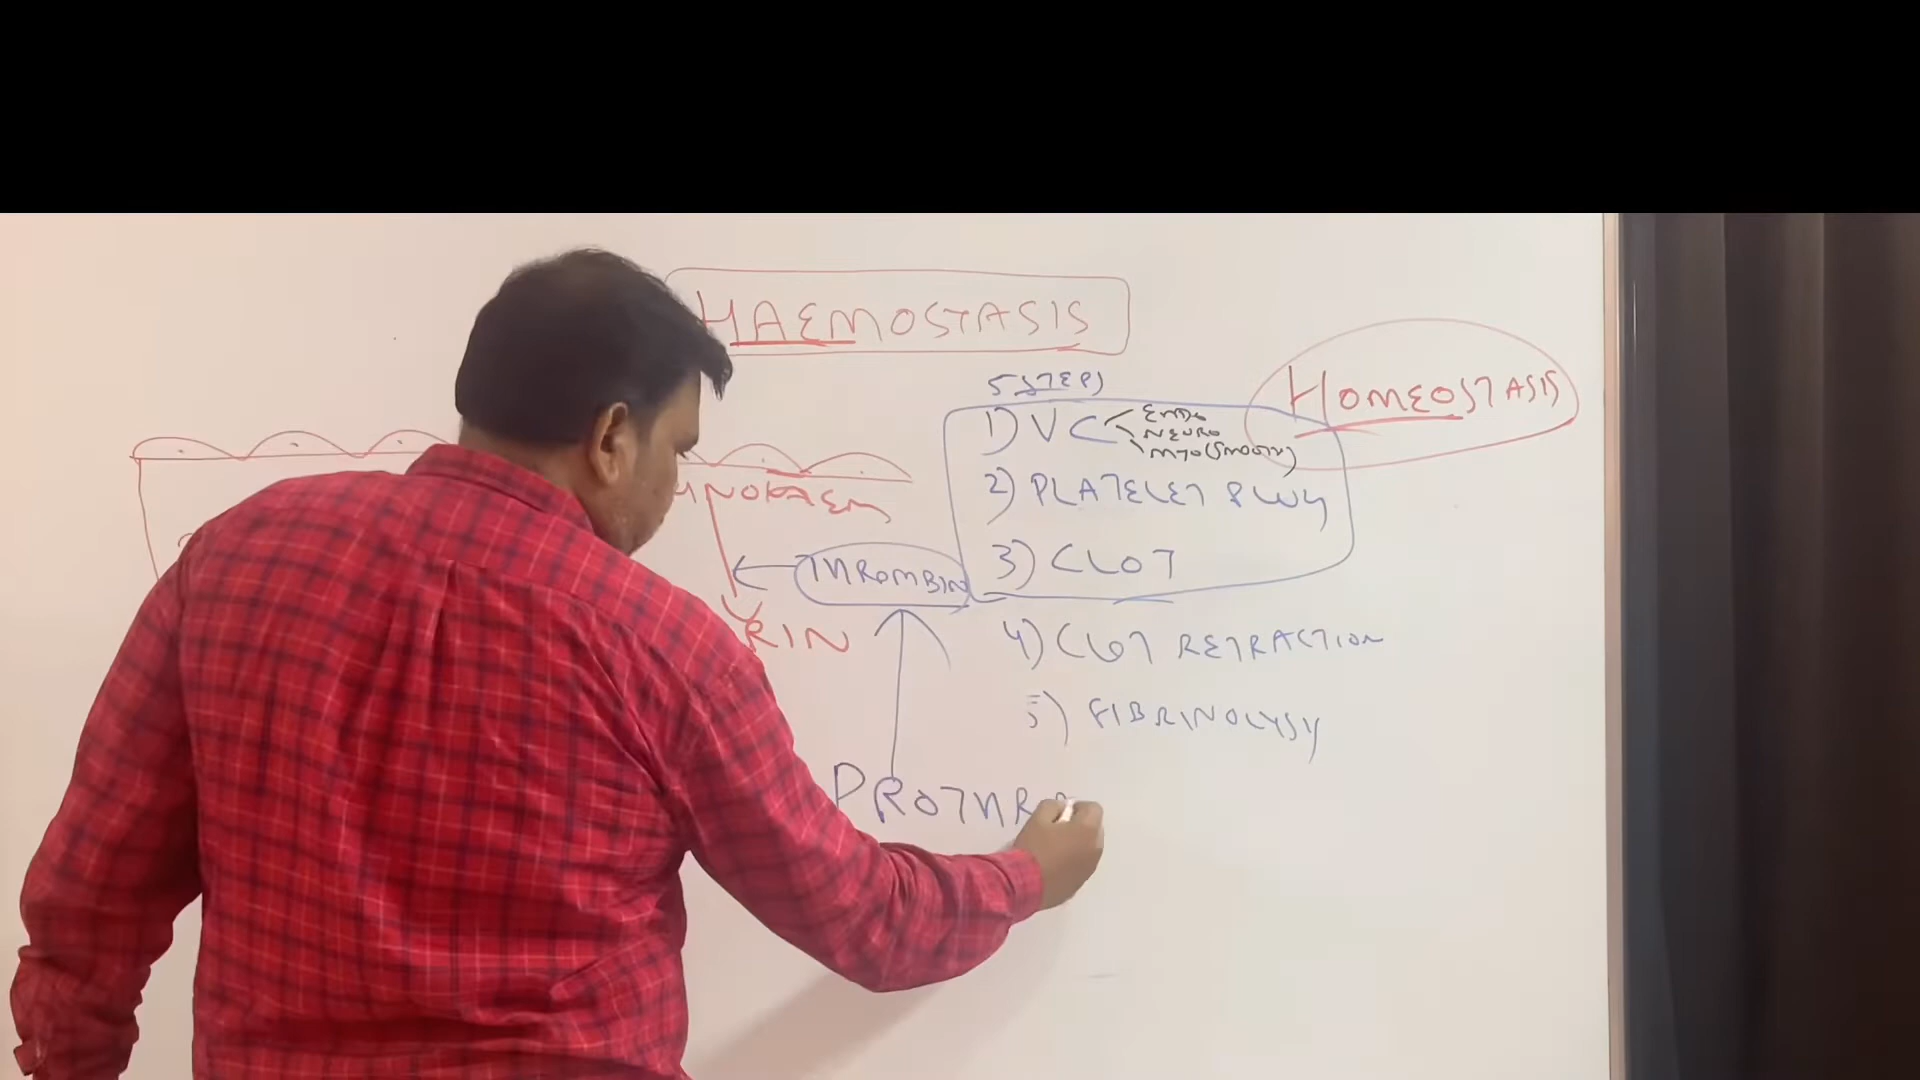 HAEMOSTASIS
5 STEPS
HOMEOSTASIS
1) VC
ENDO
NEURO
MYO (SMOOTH)
2) PLATELET PLUG
3) CLOT
THROMBIN
RIN
4) CLOT RETRACTION
5) FIBRINOLYSIS
PROTHR